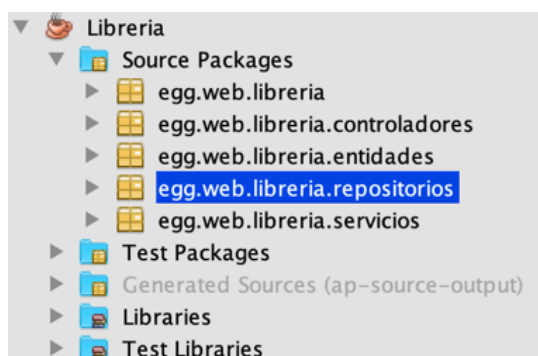 Libreria
Source Packages
egg.web.libreria
egg.web.libreria.controladores
egg.web.libreria.entidades
egg.web.libreria.repositorios
egg.web.libreria.servicios
Test Packages
Generated Sources (ap-source-output)
Libraries
Test Libraries